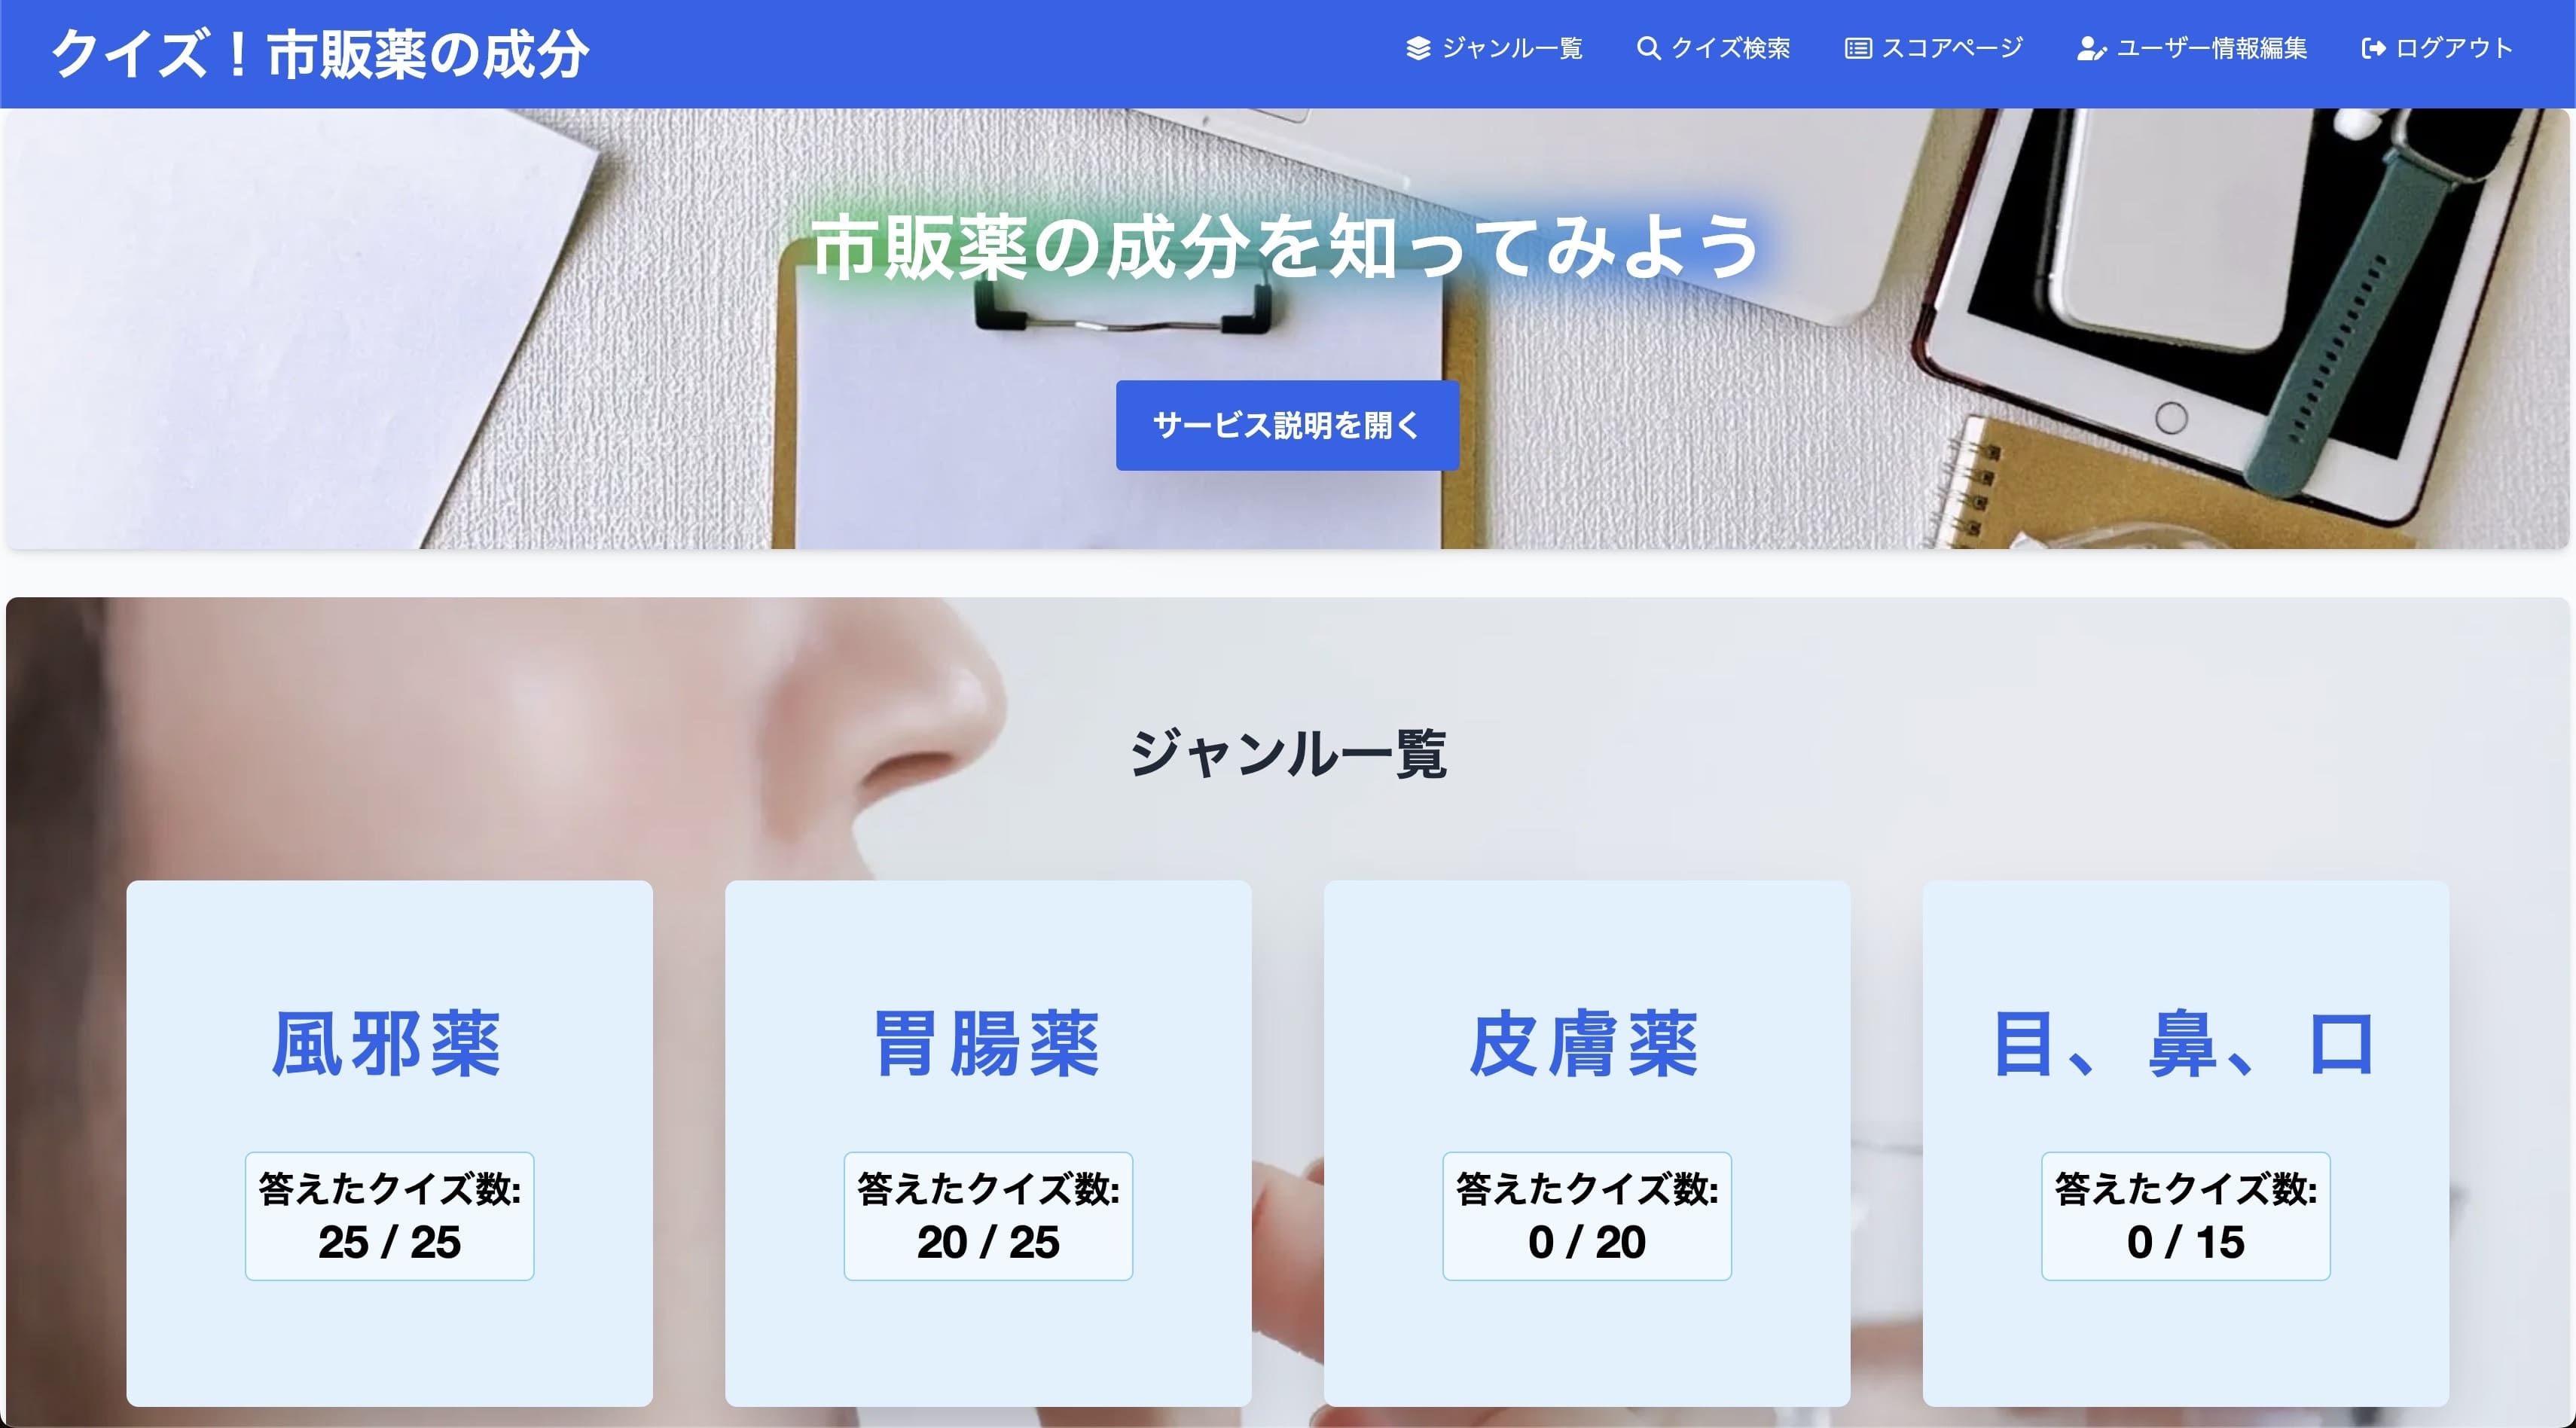 クイズ！市販薬の成分
ジャンル一覧
クイズ検索
スコアページ
ユーザー情報編集
ログアウト
市販薬の成分を知ってみよう
サービス説明を開く
ジャンル一覧
風邪薬
答えたクイズ数:
25 / 25
胃腸薬
答えたクイズ数:
20 / 25
皮膚薬
答えたクイズ数:
0 / 20
目、鼻、口
答えたクイズ数:
0 / 15